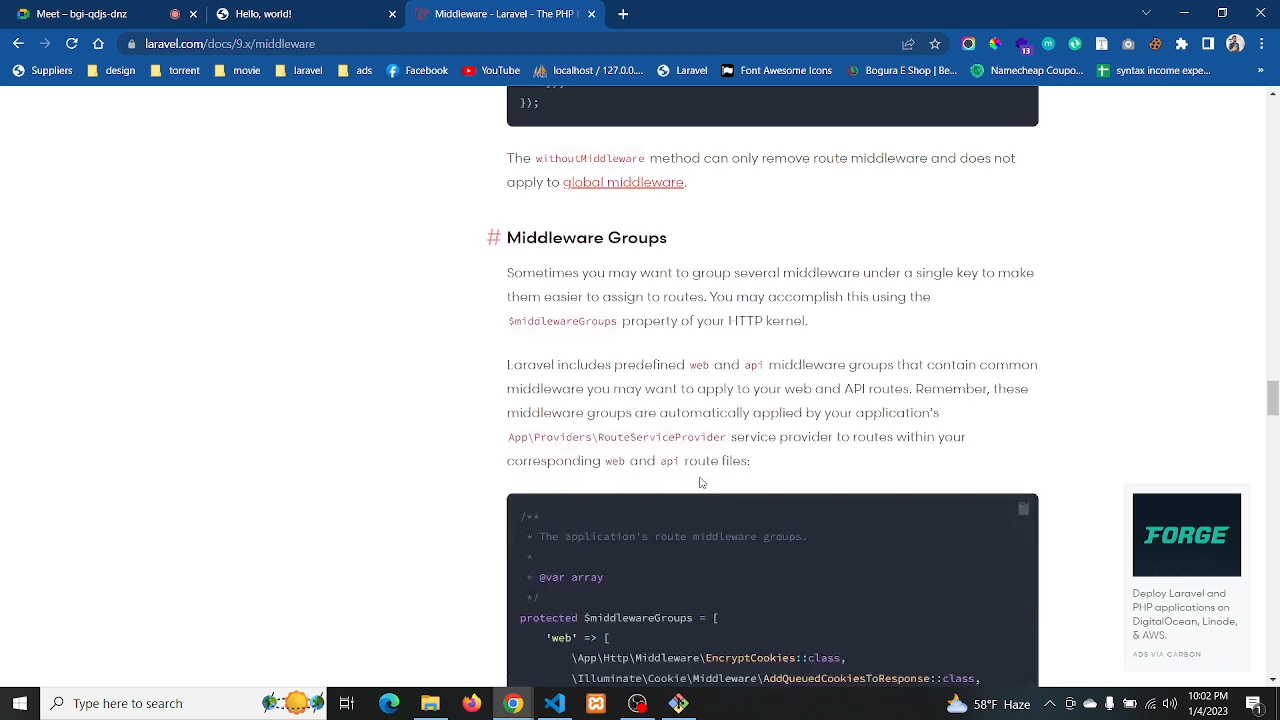 Meet - gjemgctdgj
Hello world!
Middleware - Laravel - The PHP
laravel.com/docs/9.x/middleware
13
Suppliers
design
torrent
movie
laravel
ads
Facebook
YouTube
localhost / 127.0.0...
Laravel
Font Awesome Icons
Bogura E Shop | Be...
Namecheap Coupo...
syntax income exp...
»
});
The withoutMiddleware method can only remove route middleware and does not
apply to global middleware.
# Middleware Groups
Sometimes you may want to group several middleware under a single key to make
them easier to assign to routes. You may accomplish this using the
$middlewareGroups property of your HTTP kernel.
Laravel includes predefined web and api middleware groups that contain common
middleware you may want to apply to your web and API routes. Remember, these
middleware groups are automatically applied by your application's
App\Providers\RouteServiceProvider service provider to routes within your
corresponding web and api route files:
/**
* The application's route middleware groups.
*
* @var array
*/
protected $middlewareGroups = [
'web' => [
\App\Http\Middleware\EncryptCookies::class,
\Illuminate\Cookie\Middleware\AddQueuedCookiesToResponse::class,
FORGE
Deploy Laravel and
PHP applications on
DigitalOcean, Linode,
& AWS.
ADS VIA CARBON
Type here to search
58°F Haze
10:02 PM
1/4/2023